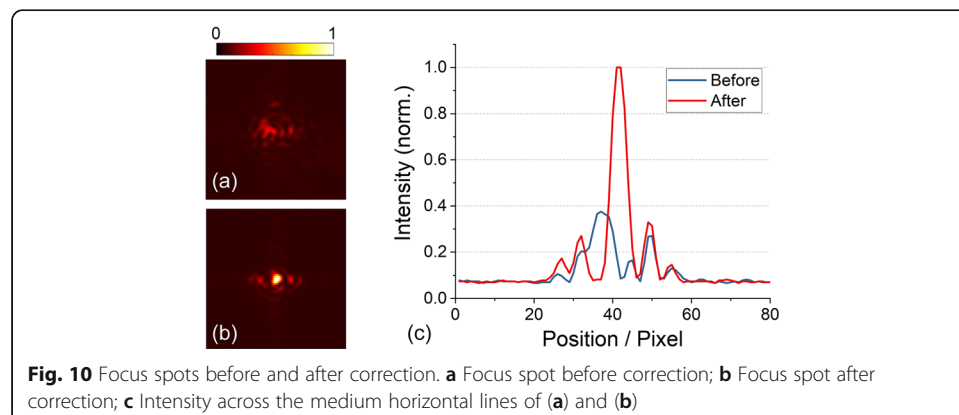 0 1
(a)
(b)
(c)
Intensity (norm.)
1.0
0.8
0.6
0.4
0.2
0.0
Before
After
0 20 40 60 80
Position / Pixel
Fig. 10 Focus spots before and after correction. a Focus spot before correction; b Focus spot after
correction; c Intensity across the medium horizontal lines of (a) and (b)